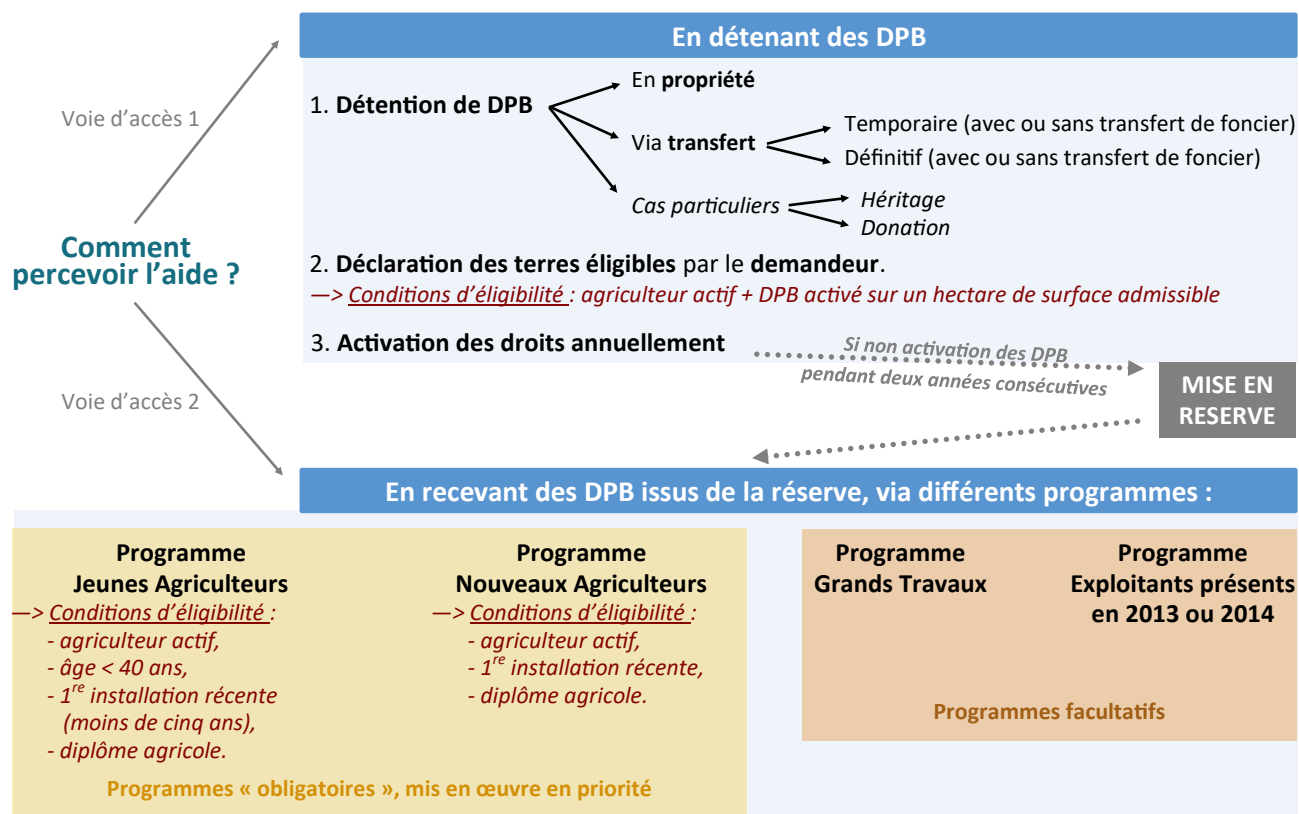 En détenant des DPB
Voie d'accès 1
1. Détention de DPB
En propriété
Via transfert
Temporaire (avec ou sans transfert de foncier)
Définitif (avec ou sans transfert de foncier)
Cas particuliers
Héritage
Donation
Comment
percevoir l'aide ?
2. Déclaration des terres éligibles par le demandeur.
—> Conditions d'éligibilité : agriculteur actif + DPB activé sur un hectare de surface admissible
3. Activation des droits annuellement
Si non activation des DPB
pendant deux années consécutives
MISE EN
RESERVE
Voie d'accès 2
En recevant des DPB issus de la réserve, via différents programmes :
Programme
Jeunes Agriculteurs
—> Conditions d'éligibilité :
- agriculteur actif,
- âge < 40 ans,
- 1re installation récente
(moins de cinq ans),
- diplôme agricole.
Programme
Nouveaux Agriculteurs
—> Conditions d'éligibilité :
- agriculteur actif,
- 1re installation récente,
- diplôme agricole.
Programmes « obligatoires », mis en œuvre en priorité
Programme
Grands Travaux
Programme
Exploitants présents
en 2013 ou 2014
Programmes facultatifs